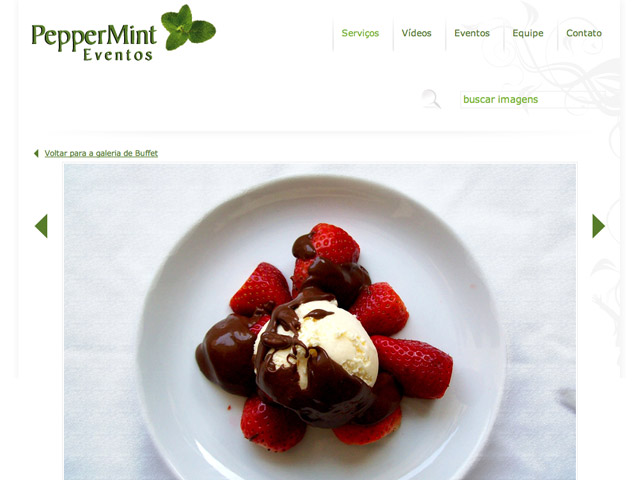 PepperMint
Eventos
Serviços
Vídeos
Eventos
Equipe
Contato
buscar imagens
Voltar para a galeria de Buffet